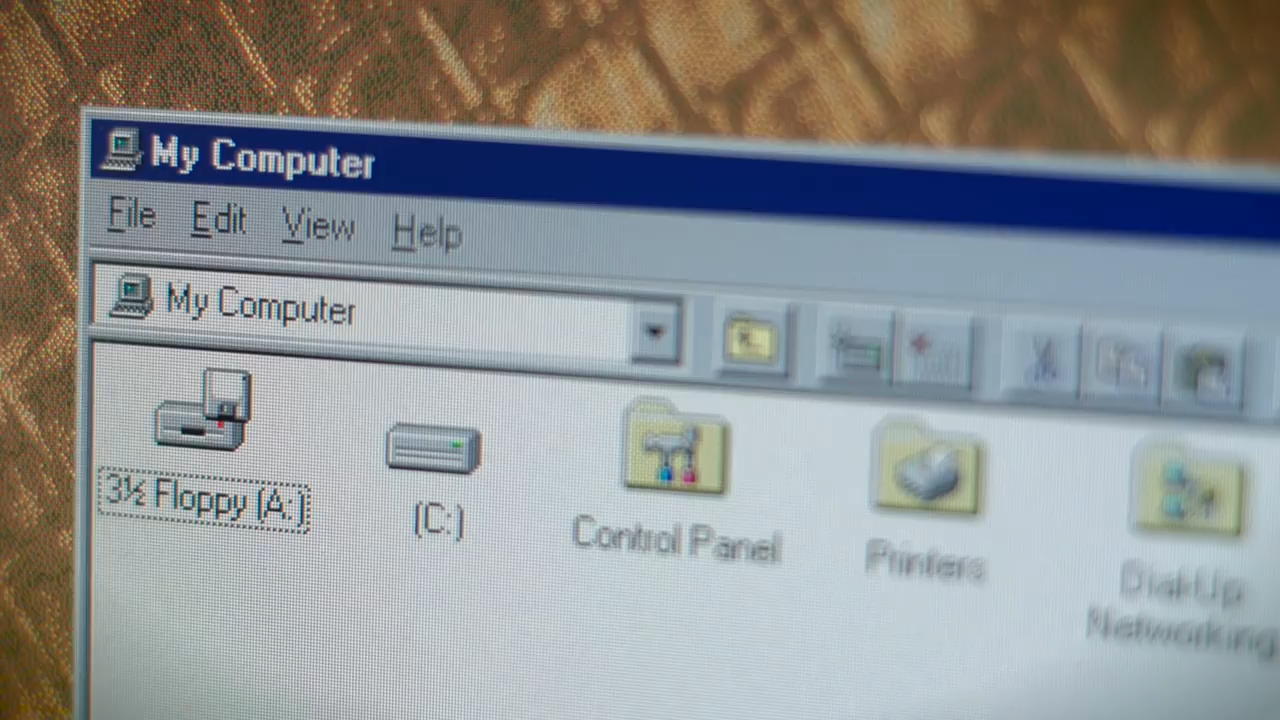 My Computer
File Edit View Help
My Computer
3½ Floppy (A:)
(C:)
Control Panel
Printers
Dial-Up
Networking